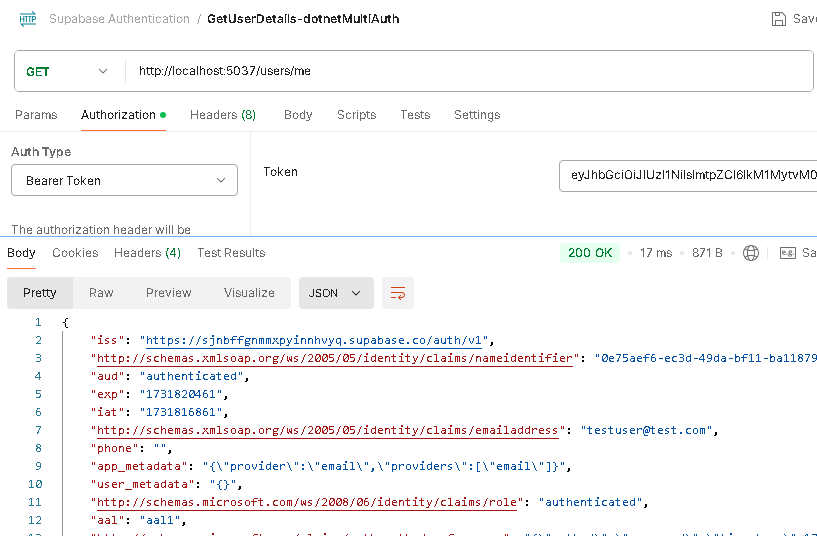 HTTP Supabase Authentication / GetUserDetails-dotnetMultiAuth Save
GET http://localhost:5037/users/me
Params Authorization Headers (8) Body Scripts Tests Settings
Auth Type
Bearer Token
Token
The authorization header will be
Body Cookies Headers (4) Test Results 200 OK 17 ms 871 B e.g. Sa
Pretty Raw Preview Visualize JSON
1 {
2 "iss": "https://sjnbffgnmmxpyinnhvyq.supabase.co/auth/v1",
3 "http://schemas.xmlsoap.org/ws/2005/05/identity/claims/nameidentifier": "0e75aef6-ec3d-49da-bf11-ba11879
4 "aud": "authenticated",
5 "exp": "1731820461",
6 "iat": "1731816861",
7 "http://schemas.xmlsoap.org/ws/2005/05/identity/claims/emailaddress": "testuser@test.com",
8 "phone": "",
9 "app_metadata": "{\"provider\":\"email\",\"providers\":[\"email\"]}",
10 "user_metadata": "{}",
11 "http://schemas.microsoft.com/ws/2008/06/identity/claims/role": "authenticated",
12 "aal": "aal1",